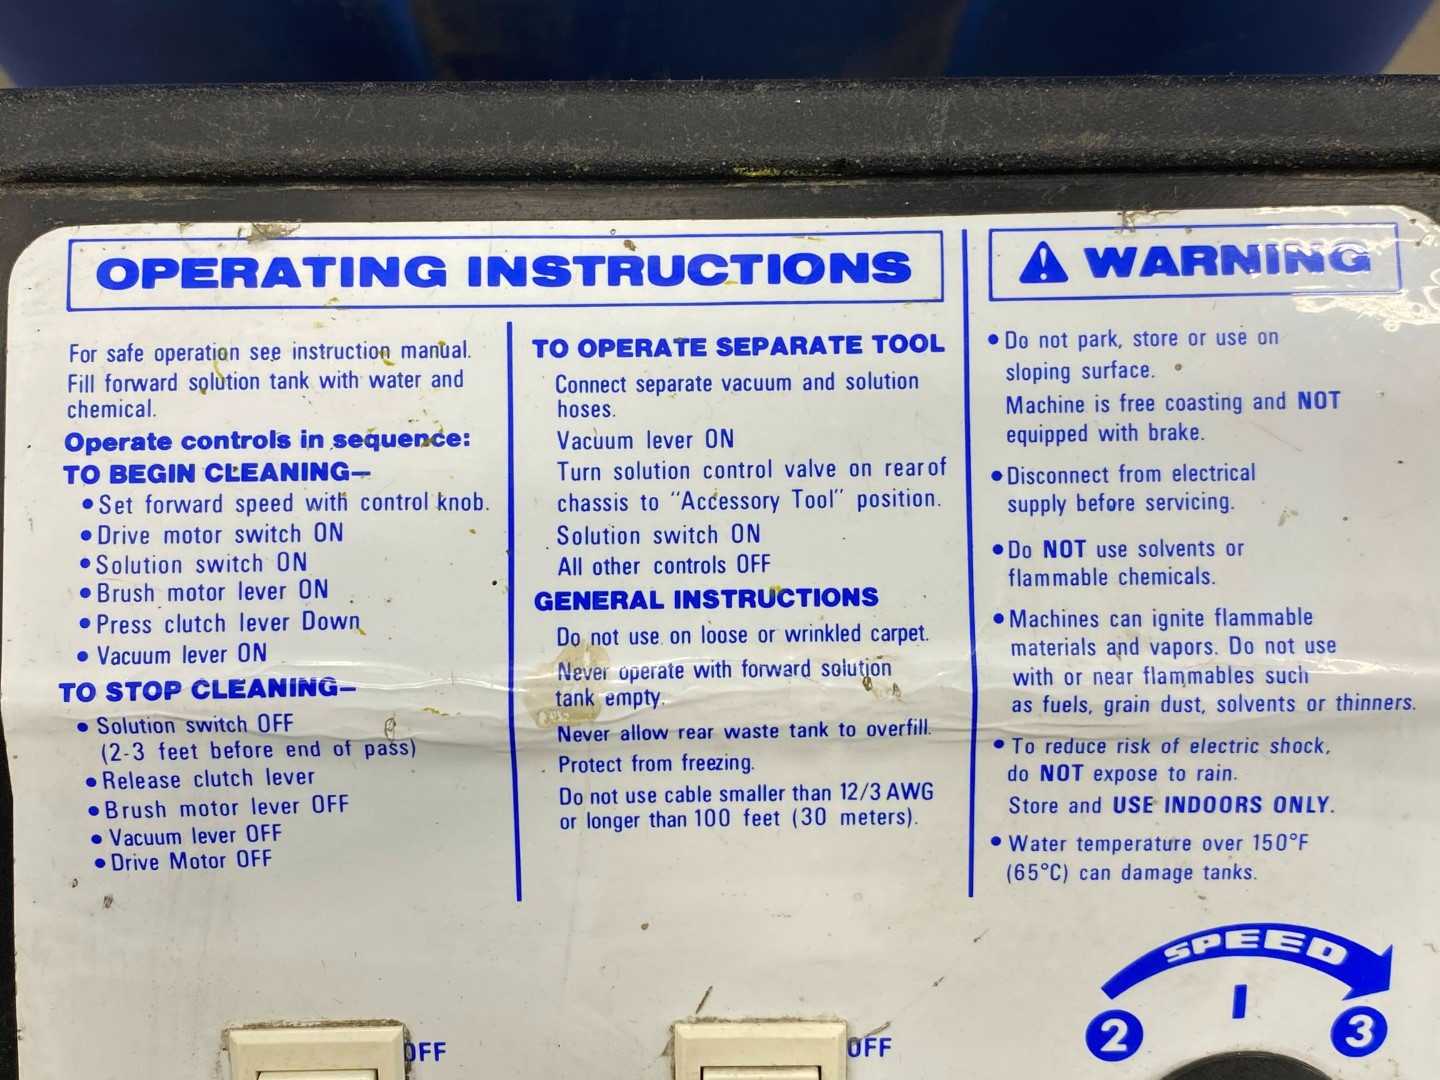 OPERATING INSTRUCTIONS
For safe operation see instruction manual.
Fill forward solution tank with water and
chemical.
Operate controls in sequence:
TO BEGIN CLEANING—
• Set forward speed with control knob.
• Drive motor switch ON
• Solution switch ON
• Brush motor lever ON
• Press clutch lever Down
• Vacuum lever ON
TO STOP CLEANING—
• Solution switch OFF
(2-3 feet before end of pass)
• Release clutch lever
• Brush motor lever OFF
• Vacuum lever OFF
• Drive Motor OFF
TO OPERATE SEPARATE TOOL
Connect separate vacuum and solution
hoses.
Vacuum lever ON
Turn solution control valve on rear of
chassis to "Accessory Tool" position.
Solution switch ON
All other controls OFF
GENERAL INSTRUCTIONS
Do not use on loose or wrinkled carpet.
Never operate with forward solution
tank empty.
Never allow rear waste tank to overfill.
Protect from freezing.
Do not use cable smaller than 12/3 AWG
or longer than 100 feet (30 meters).
WARNING
• Do not park, store or use on
sloping surface.
Machine is free coasting and NOT
equipped with brake.
• Disconnect from electrical
supply before servicing.
• Do NOT use solvents or
flammable chemicals.
• Machines can ignite flammable
materials and vapors. Do not use
with or near flammables such
as fuels, grain dust, solvents or thinners.
• To reduce risk of electric shock,
do NOT expose to rain.
Store and USE INDOORS ONLY.
• Water temperature over 150°F
(65°C) can damage tanks.
SPEED
2 3
OFF
OFF